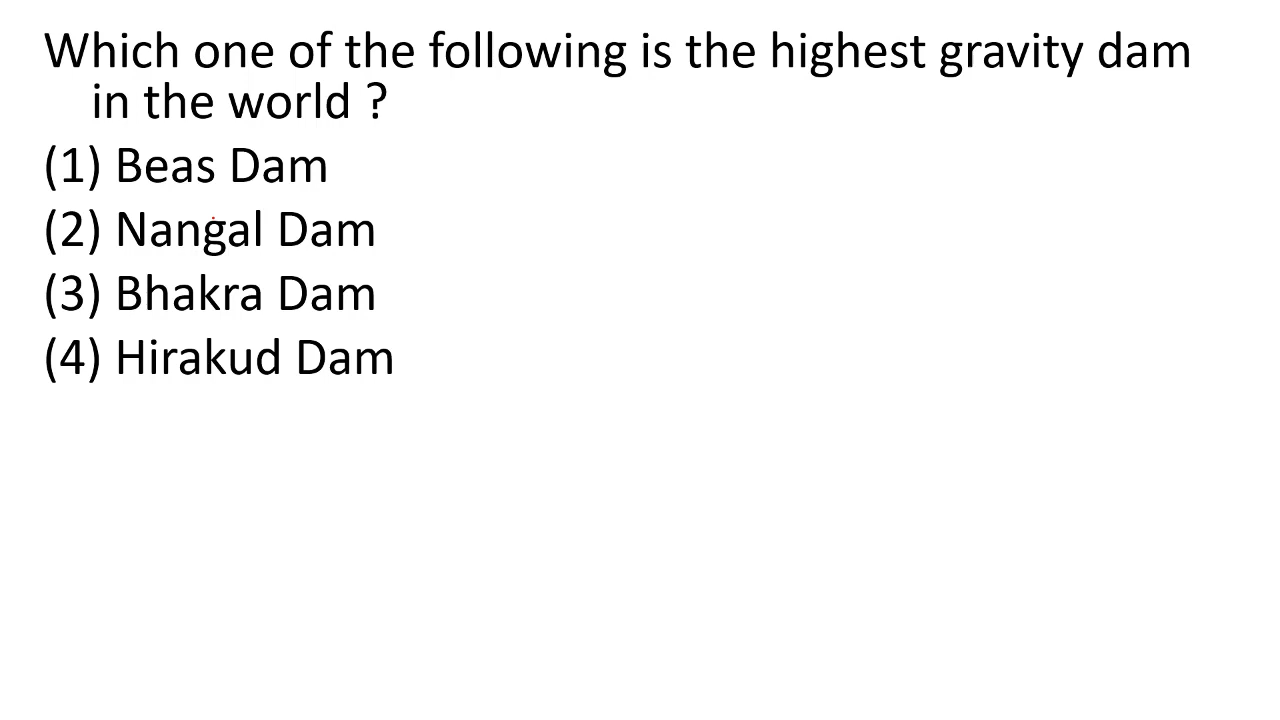 Which one of the following is the highest gravity dam
in the world ?
(1) Beas Dam
(2) Nangal Dam
(3) Bhakra Dam
(4) Hirakud Dam